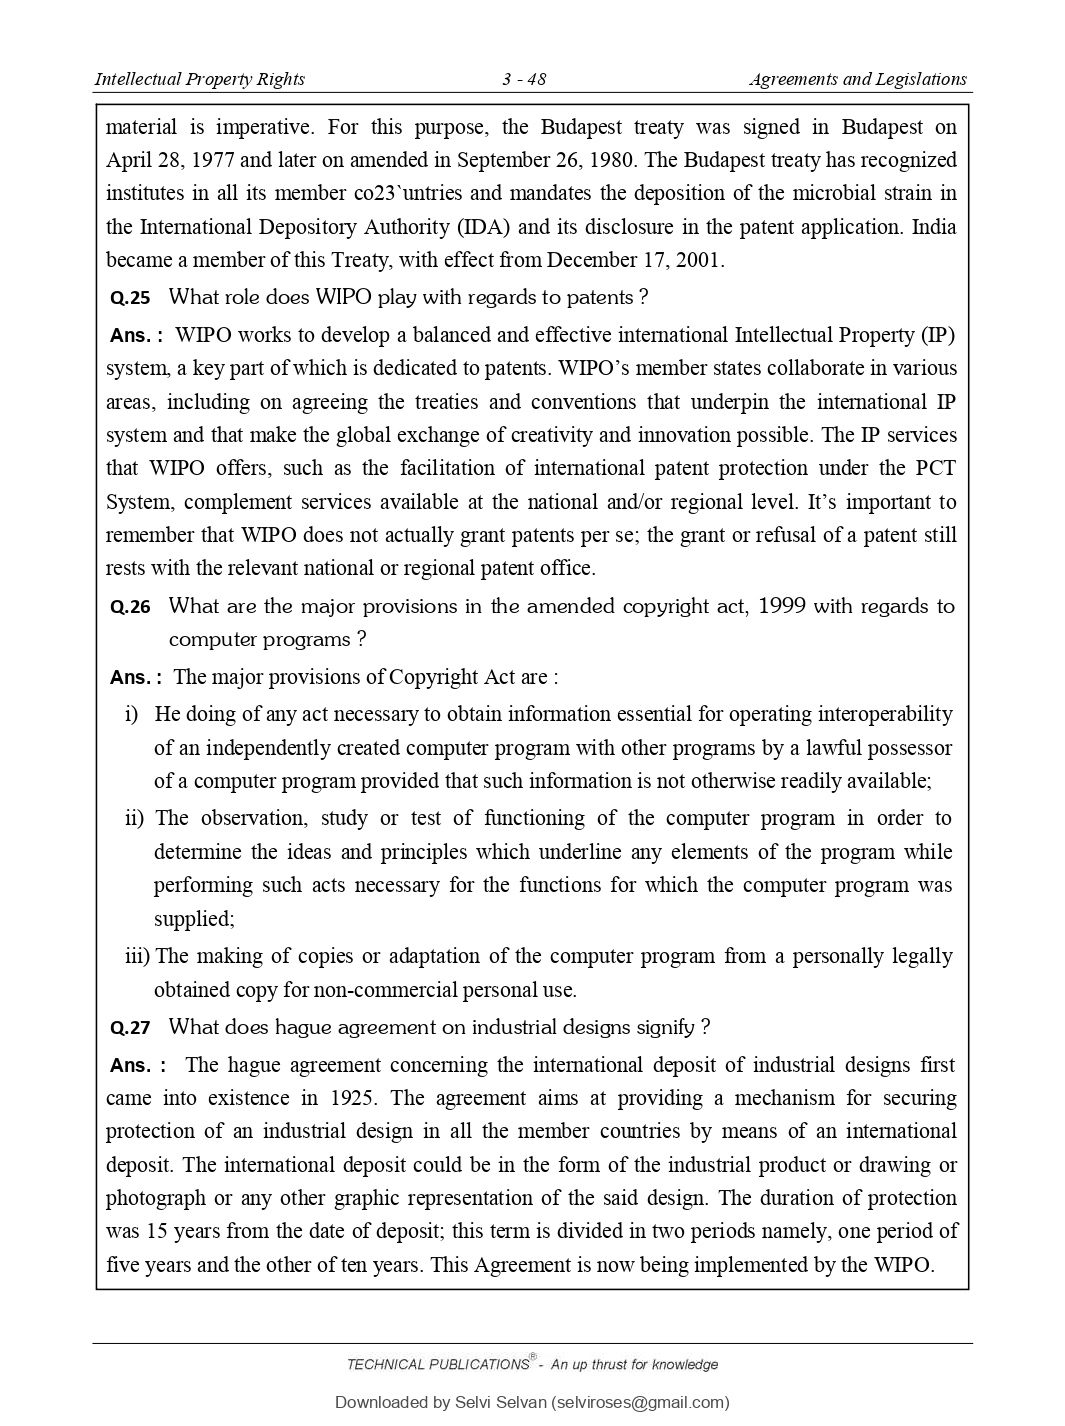 Intellectual Property Rights 3 - 48 Agreements and Legislations
material is imperative. For this purpose, the Budapest treaty was signed in Budapest on
April 28, 1977 and later on amended in September 26, 1980. The Budapest treaty has recognized
institutes in all its member co23`untries and mandates the deposition of the microbial strain in
the International Depository Authority (IDA) and its disclosure in the patent application. India
became a member of this Treaty, with effect from December 17, 2001.
Q.25 What role does WIPO play with regards to patents ?
Ans. : WIPO works to develop a balanced and effective international Intellectual Property (IP)
system, a key part of which is dedicated to patents. WIPO’s member states collaborate in various
areas, including on agreeing the treaties and conventions that underpin the international IP
system and that make the global exchange of creativity and innovation possible. The IP services
that WIPO offers, such as the facilitation of international patent protection under the PCT
System, complement services available at the national and/or regional level. It’s important to
remember that WIPO does not actually grant patents per se; the grant or refusal of a patent still
rests with the relevant national or regional patent office.
Q.26 What are the major provisions in the amended copyright act, 1999 with regards to
computer programs ?
Ans. : The major provisions of Copyright Act are :
i) He doing of any act necessary to obtain information essential for operating interoperability
of an independently created computer program with other programs by a lawful possessor
of a computer program provided that such information is not otherwise readily available;
ii) The observation, study or test of functioning of the computer program in order to
determine the ideas and principles which underline any elements of the program while
performing such acts necessary for the functions for which the computer program was
supplied;
iii) The making of copies or adaptation of the computer program from a personally legally
obtained copy for non-commercial personal use.
Q.27 What does hague agreement on industrial designs signify ?
Ans. : The hague agreement concerning the international deposit of industrial designs first
came into existence in 1925. The agreement aims at providing a mechanism for securing
protection of an industrial design in all the member countries by means of an international
deposit. The international deposit could be in the form of the industrial product or drawing or
photograph or any other graphic representation of the said design. The duration of protection
was 15 years from the date of deposit; this term is divided in two periods namely, one period of
five years and the other of ten years. This Agreement is now being implemented by the WIPO.
TECHNICAL PUBLICATIONS® - An up thrust for knowledge
Downloaded by Selvi Selvan (selviroses@gmail.com)